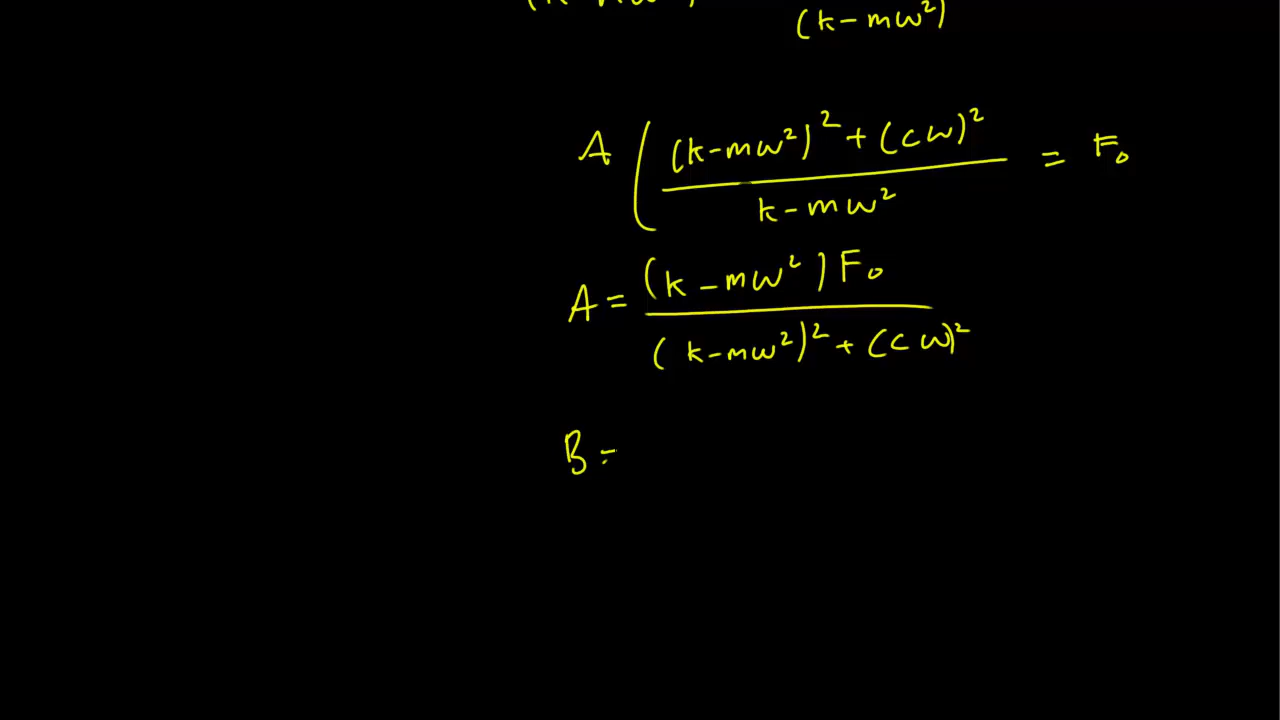 (k-mω²)
A ( (k-mω²)² + (cω)² / k-mω² = F₀
A = (k-mω²)F₀ / (k-mω²)² + (cω)²
B =